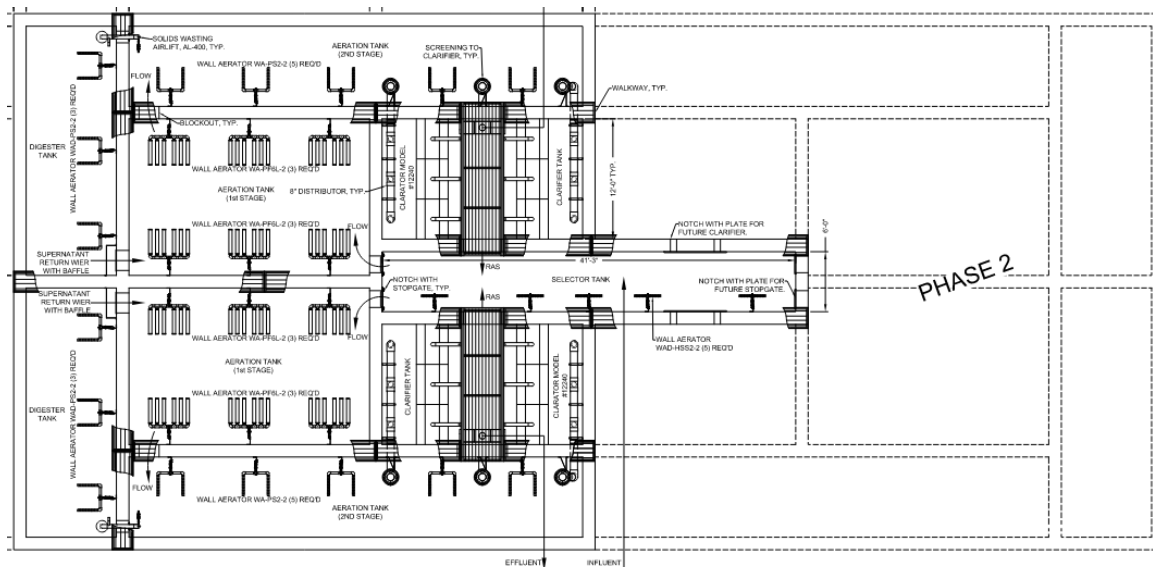 SOLIDS WASTING
AIRLIFT, AL-400, TYP.
AERATION TANK
(2ND STAGE)
SCREENING TO
CLARIFIER, TYP.
WALL AERATOR WA-PS2-2 (5) REQ'D
FLOW
WALKWAY, TYP.
BLOCKOUT, TYP.
DIGESTER
TANK
WALL AERATOR WAD-PS2-2 (3) REQ'D
WALL AERATOR WA-PF6L-2 (3) REQ'D
AERATION TANK
(1st STAGE)
8" DISTRIBUTOR, TYP.
CLARATOR MODEL
#12240
CLARIFIER TANK
12'-0" TYP.
WALL AERATOR WA-PF6L-2 (3) REQ'D
FLOW
NOTCH WITH PLATE FOR
FUTURE CLARIFIER.
6'-0"
SUPERNATANT
RETURN WIER
WITH BAFFLE
41'-3"
RAS
NOTCH WITH
STOPGATE, TYP.
SELECTOR TANK
NOTCH WITH PLATE FOR
FUTURE STOPGATE.
PHASE 2
SUPERNATANT
RETURN WIER
WITH BAFFLE
RAS
FLOW
WALL AERATOR
WAD-HSS2-2 (5) REQ'D
WALL AERATOR WA-PF6L-2 (3) REQ'D
AERATION TANK
(1st STAGE)
CLARIFIER TANK
CLARATOR MODEL
#12240
WALL AERATOR WAD-PS2-2 (3) REQ'D
WALL AERATOR WA-PF6L-2 (3) REQ'D
DIGESTER
TANK
FLOW
WALL AERATOR WA-PS2-2 (5) REQ'D
AERATION TANK
(2ND STAGE)
EFFLUENT
INFLUENT